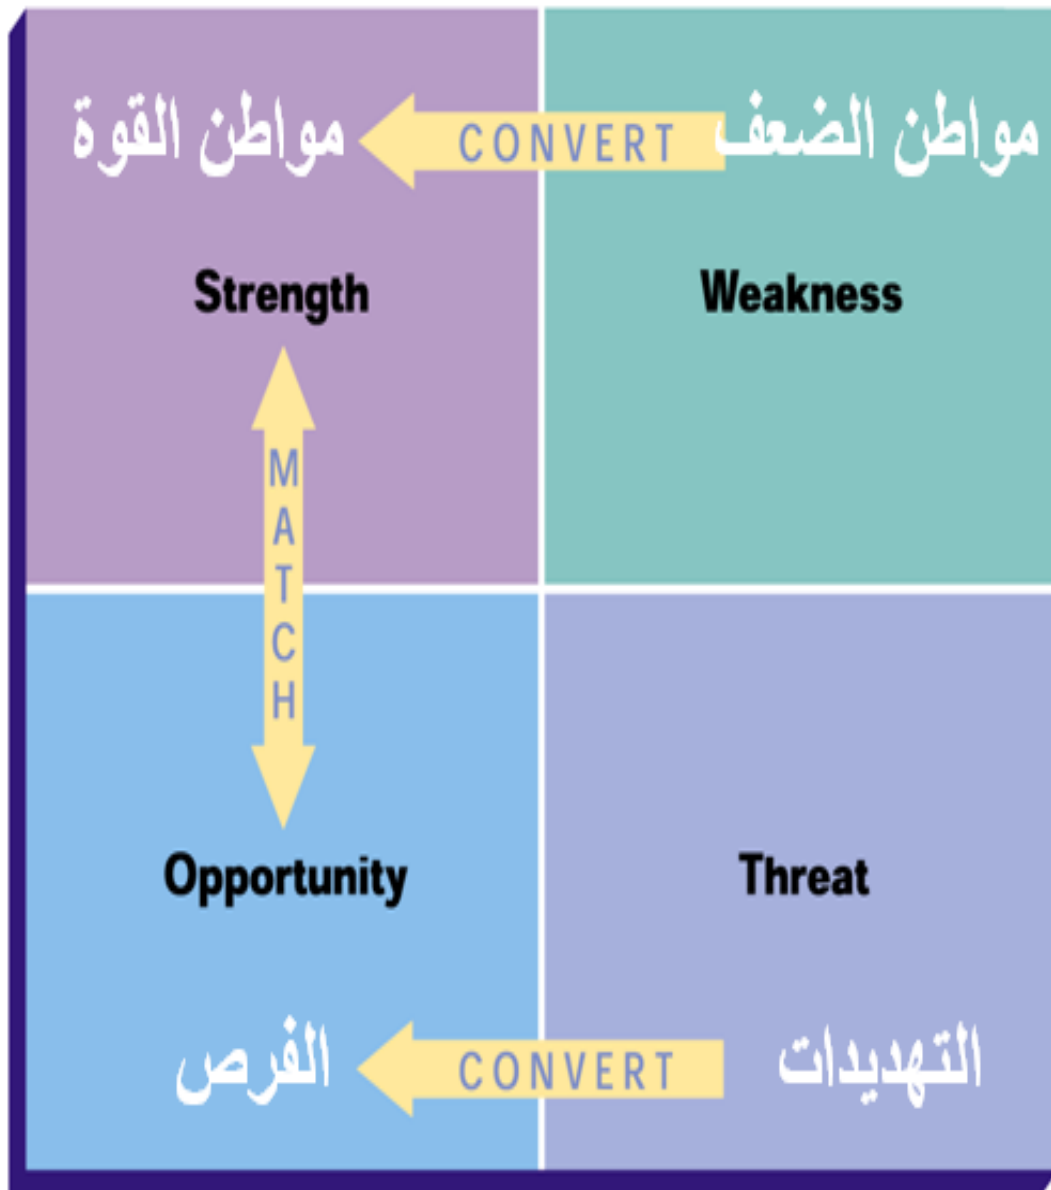 مواطن القوة
CONVERT
مواطن الضعف
Strength
Weakness
MATCH
Opportunity
Threat
الفرص
CONVERT
التهديدات